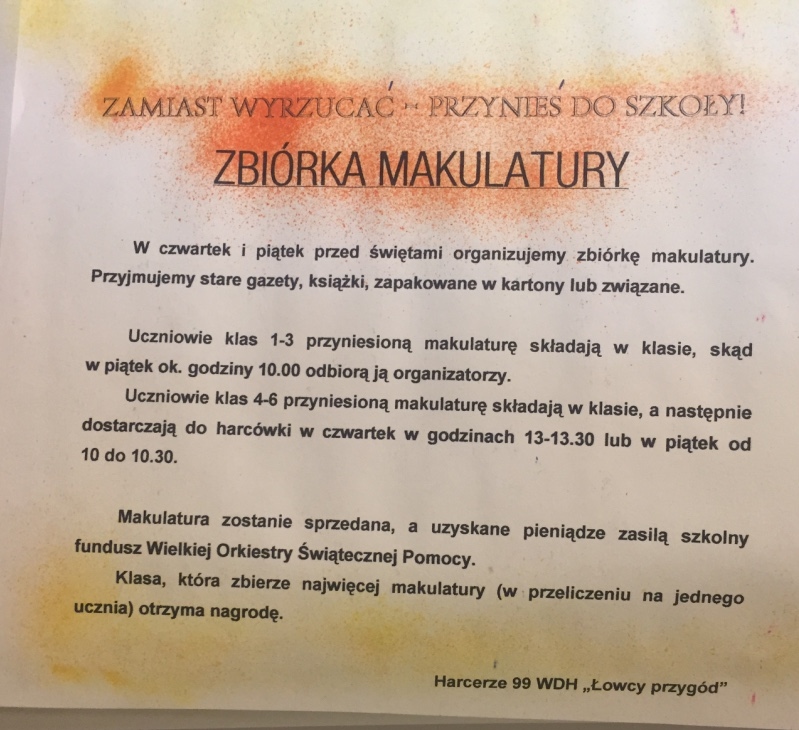 ZAMIAST WYRZUCAĆ -- PRZYNIEŚ DO SZKOŁY!
ZBIÓRKA MAKULATURY
W czwartek i piątek przed świętami organizujemy zbiórkę makulatury.
Przyjmujemy stare gazety, książki, zapakowane w kartony lub związane.
Uczniowie klas 1-3 przyniesioną makulaturę składają w klasie, skąd
w piątek ok. godziny 10.00 odbiorą ją organizatorzy.
Uczniowie klas 4-6 przyniesioną makulaturę składają w klasie, a następnie
dostarczają do harcówki w czwartek w godzinach 13-13.30 lub w piątek od
10 do 10.30.
Makulatura zostanie sprzedana, a uzyskane pieniądze zasilą szkolny
fundusz Wielkiej Orkiestry Świątecznej Pomocy.
Klasa, która zbierze najwięcej makulatury (w przeliczeniu na jednego
ucznia) otrzyma nagrodę.
Harcerze 99 WDH „Łowcy przygód”